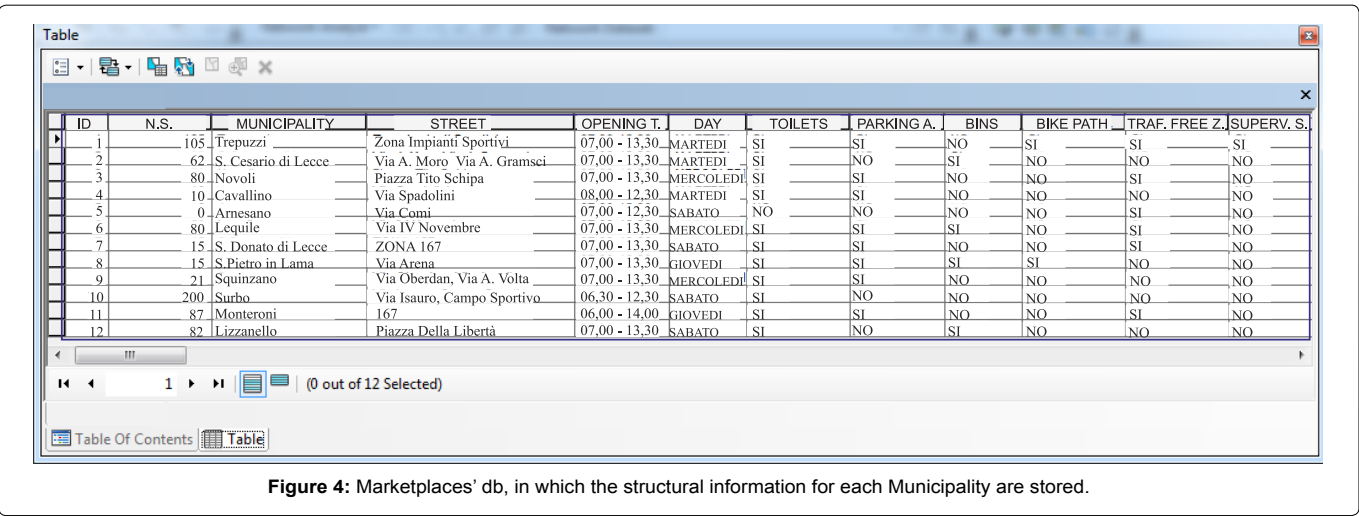 Table
ID N.S. MUNICIPALITY STREET OPENING T. DAY TOILETS PARKING A. BINS BIKE PATH TRAF. FREE Z. SUPERV. S.
1 105 Trepuzzi Zona Impianti Sportivi 07,00 - 13,30 MARTEDI SI SI NO SI SI SI
2 62 S. Cesario di Lecce Via A. Moro Via A. Gramsci 07,00 - 13,30 MARTEDI SI NO SI NO NO NO
3 80 Novoli Piazza Tito Schipa 07,00 - 13,30 MERCOLEDI SI SI NO NO SI NO
4 10 Cavallino Via Spadolini 08,00 - 12,30 MARTEDI SI SI NO NO NO NO
5 0 Arnesano Via Comi 07,00 - 12,30 SABATO NO NO NO NO SI NO
6 80 Lequile Via IV Novembre 07,00 - 13,30 MERCOLEDI SI SI SI NO SI NO
7 15 S. Donato di Lecce ZONA 167 07,00 - 13,30 SABATO SI SI NO NO SI NO
8 15 S.Pietro in Lama Via Arena 07,00 - 13,30 GIOVEDI SI SI SI SI NO NO
9 21 Squinzano Via Oberdan, Via A. Volta 07,00 - 13,30 MERCOLEDI SI SI NO NO NO NO
10 200 Surbo Via Isauro, Campo Sportivo 06,30 - 12,30 SABATO SI NO NO NO NO NO
11 87 Monteroni 167 06,00 - 14,00 GIOVEDI SI SI NO NO SI NO
12 82 Lizzanello Piazza Della Libertà 07,00 - 13,30 SABATO SI NO SI NO NO NO
1 (0 out of 12 Selected)
Table Of Contents Table
Figure 4: Marketplaces' db, in which the structural information for each Municipality are stored.